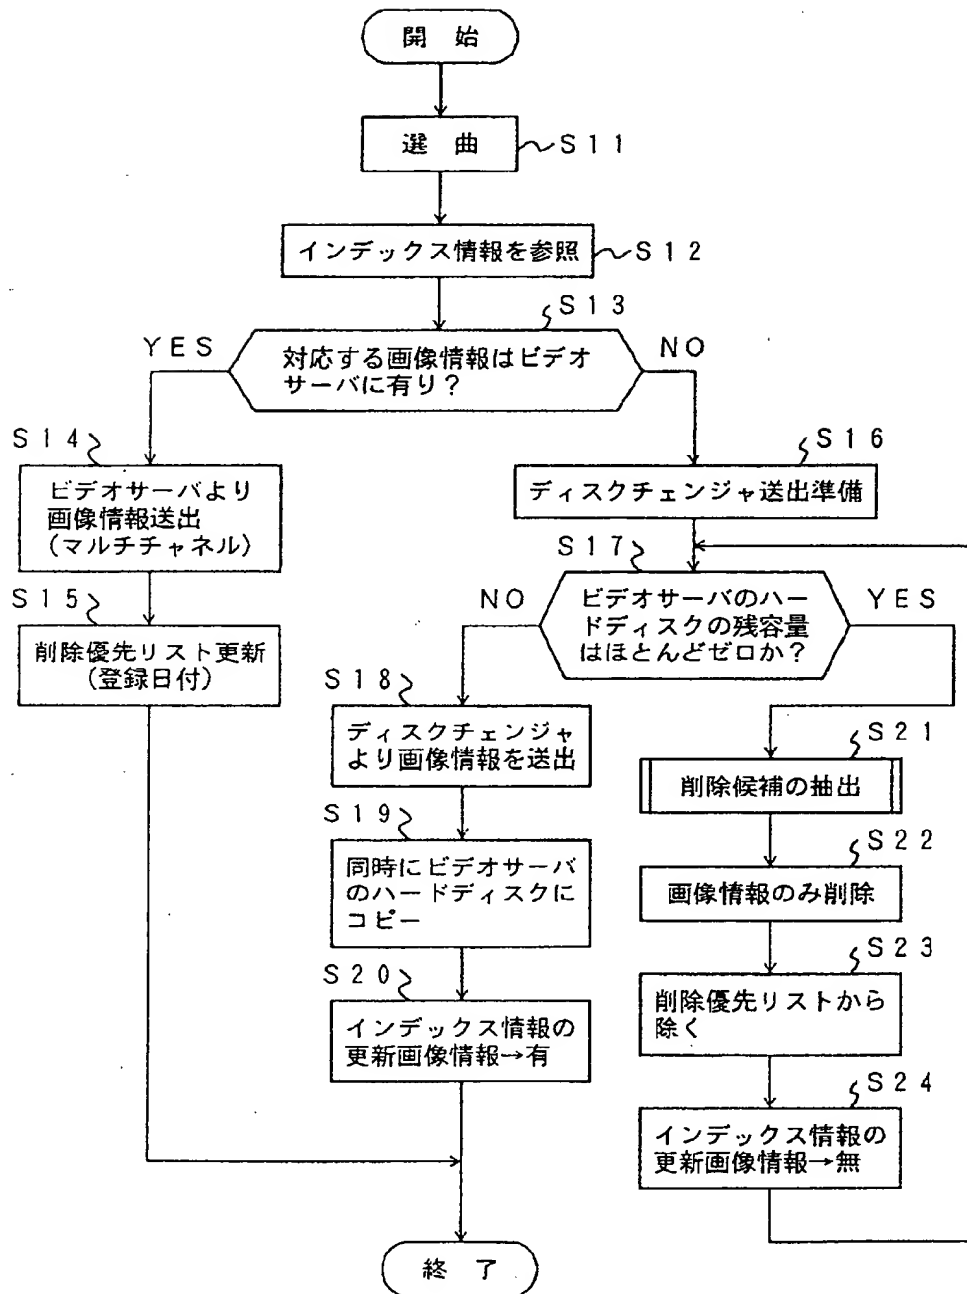 開 始
選 曲
S11
インデックス情報を参照
S12
S13
YES
NO
対応する画像情報はビデオ
サーバに有り？
S14
ビデオサーバより
画像情報送出
(マルチチャネル)
S15
削除優先リスト更新
(登録日付)
S16
ディスクチェンジャ送出準備
S17
NO
YES
ビデオサーバのハー
ドディスクの残容量
はほとんどゼロか？
S18
ディスクチェンジャ
より画像情報を送出
S19
同時にビデオサーバ
のハードディスクに
コピー
S20
インデックス情報の
更新画像情報→有
S21
削除候補の抽出
S22
画像情報のみ削除
S23
削除優先リストから
除く
S24
インデックス情報の
更新画像情報→無
終 了